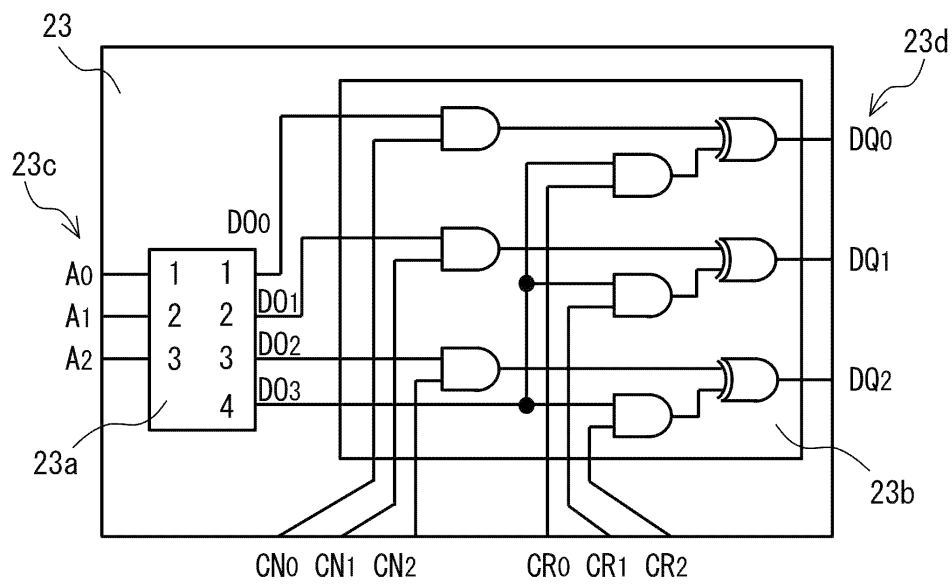 23
23d
DQ0
23c
DO0
A0
1
1
DQ1
A1
2
2
DO1
A2
3
3
DO2
4
DO3
DQ2
23a
23b
CN0
CN1
CN2
CR0
CR1
CR2